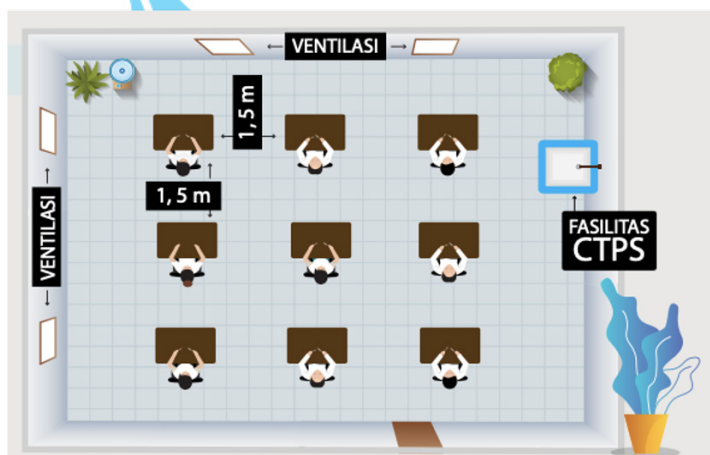 VENTILASI
1, 5 m
1, 5 m
VENTILASI
FASILITAS
CTPS